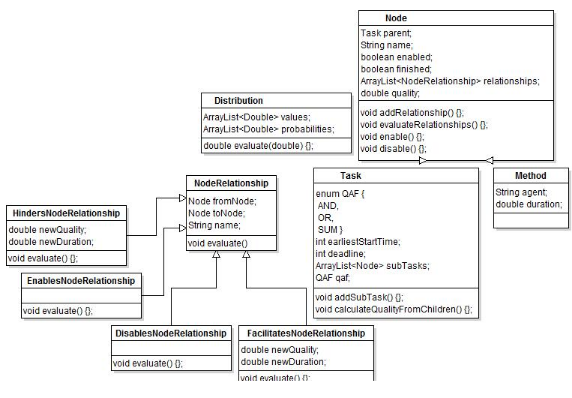 Node
Task parent;
String name;
boolean enabled;
boolean finished;
ArrayList<NodeRelationship> relationships;
double quality;
void addRelationship() {};
void evaluateRelationships() {};
void enable() {};
void disable() {};
Distribution
ArrayList<Double> values;
ArrayList<Double> probabilities;
double evaluate(double) {};
NodeRelationship
Node fromNode;
Node toNode;
String name;
void evaluate()
Task
enum QAF {
AND,
OR,
SUM }
int earliestStartTime;
int deadline;
ArrayList<Node> subTasks;
QAF qaf;
void addSubTask() {};
void calculateQualityFromChildren() {};
Method
String agent;
double duration;
HindersNodeRelationship
double newQuality;
double newDuration;
void evaluate() {};
EnablesNodeRelationship
void evaluate() {};
DisablesNodeRelationship
void evaluate() {};
FacilitatesNodeRelationship
double newQuality;
double newDuration;
void evaluate() {};